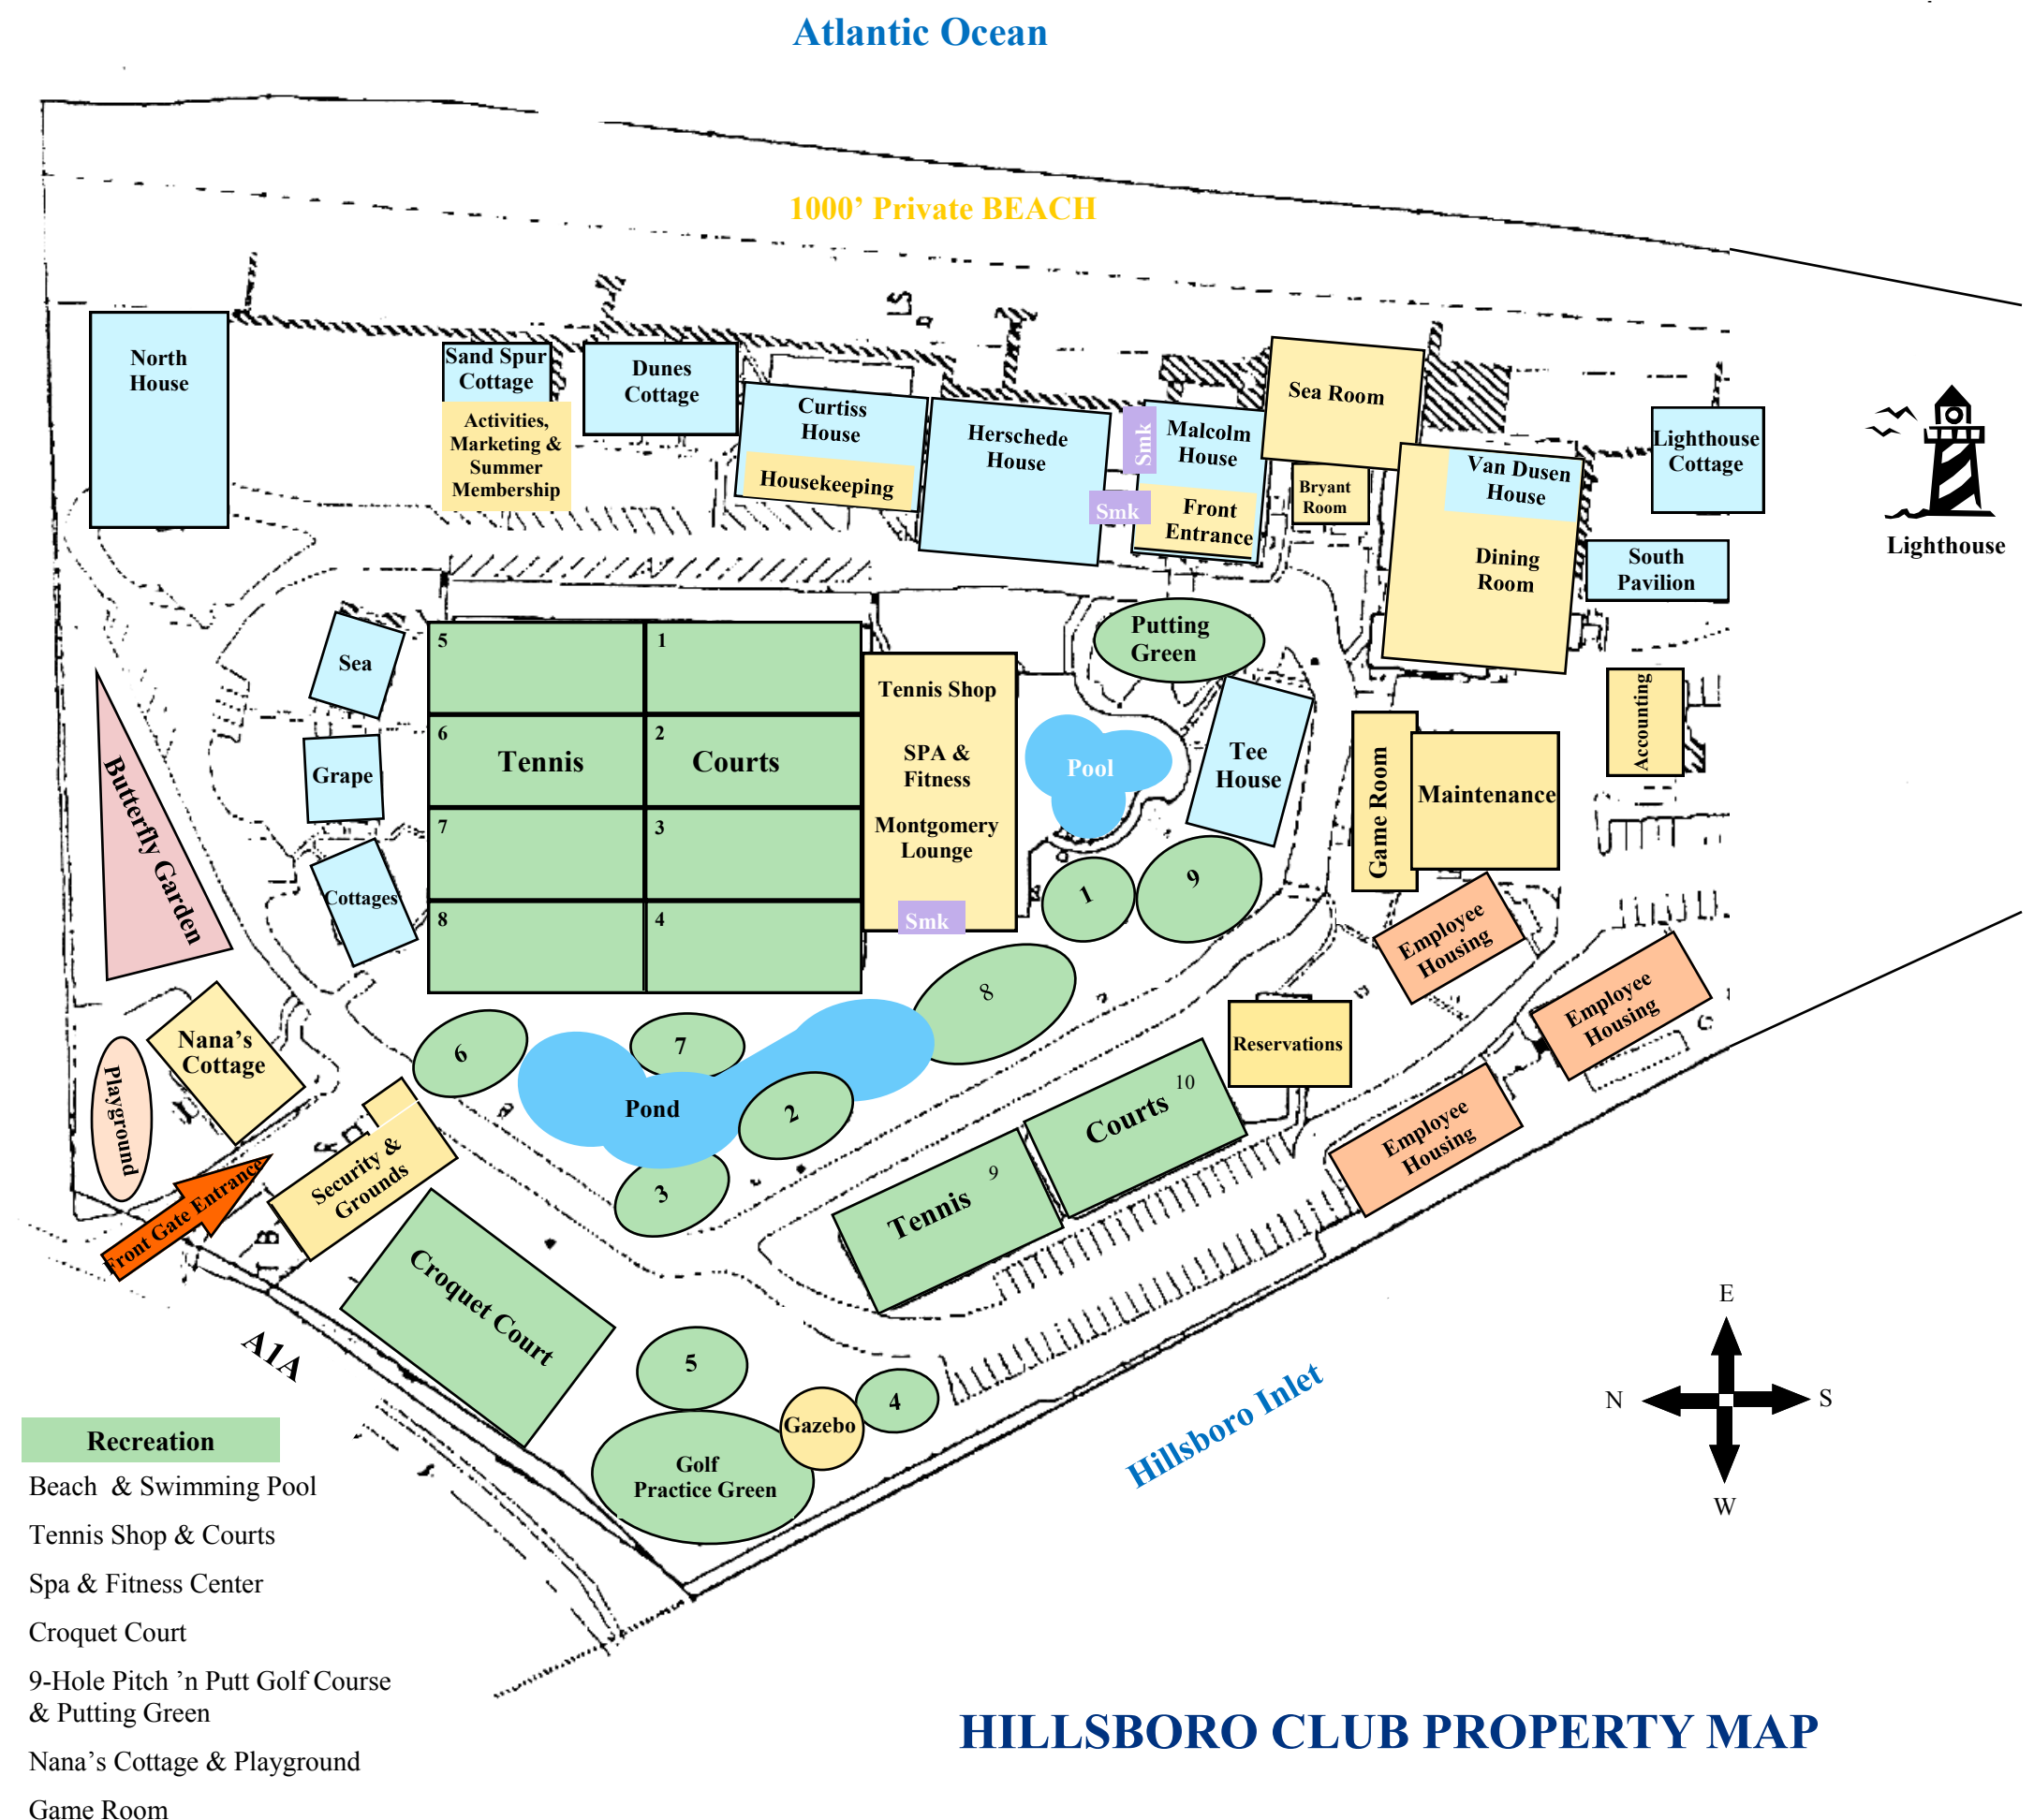 Atlantic Ocean
1000’ Private BEACH
North
House
Sand Spur
Cottage
Activities,
Marketing &
Summer
Membership
Dunes
Cottage
Curtiss
House
Housekeeping
Herschede
House
Smk
Smk
Malcolm
House
Front
Entrance
Sea Room
Bryant
Room
Van Dusen
House
Dining
Room
Lighthouse
Cottage
South
Pavilion
Lighthouse
Sea
Grape
Cottages
5
1
6
2
Tennis
Courts
7
3
8
4
Tennis Shop
SPA &
Fitness
Montgomery
Lounge
Smk
Putting
Green
Pool
Tee
House
Game Room
Maintenance
Accounting
Butterfly Garden
1
9
8
Employee
Housing
Employee
Housing
Employee
Housing
Nana’s
Cottage
Playground
6
7
Pond
2
3
Reservations
Courts
10
Tennis
9
Security &
Grounds
Front Gate Entrance
Croquet Court
A1A
5
4
Gazebo
Golf
Practice Green
Hillsboro Inlet
E
N
S
W
Recreation
Beach & Swimming Pool
Tennis Shop & Courts
Spa & Fitness Center
Croquet Court
9-Hole Pitch ’n Putt Golf Course
& Putting Green
Nana’s Cottage & Playground
Game Room
HILLSBORO CLUB PROPERTY MAP